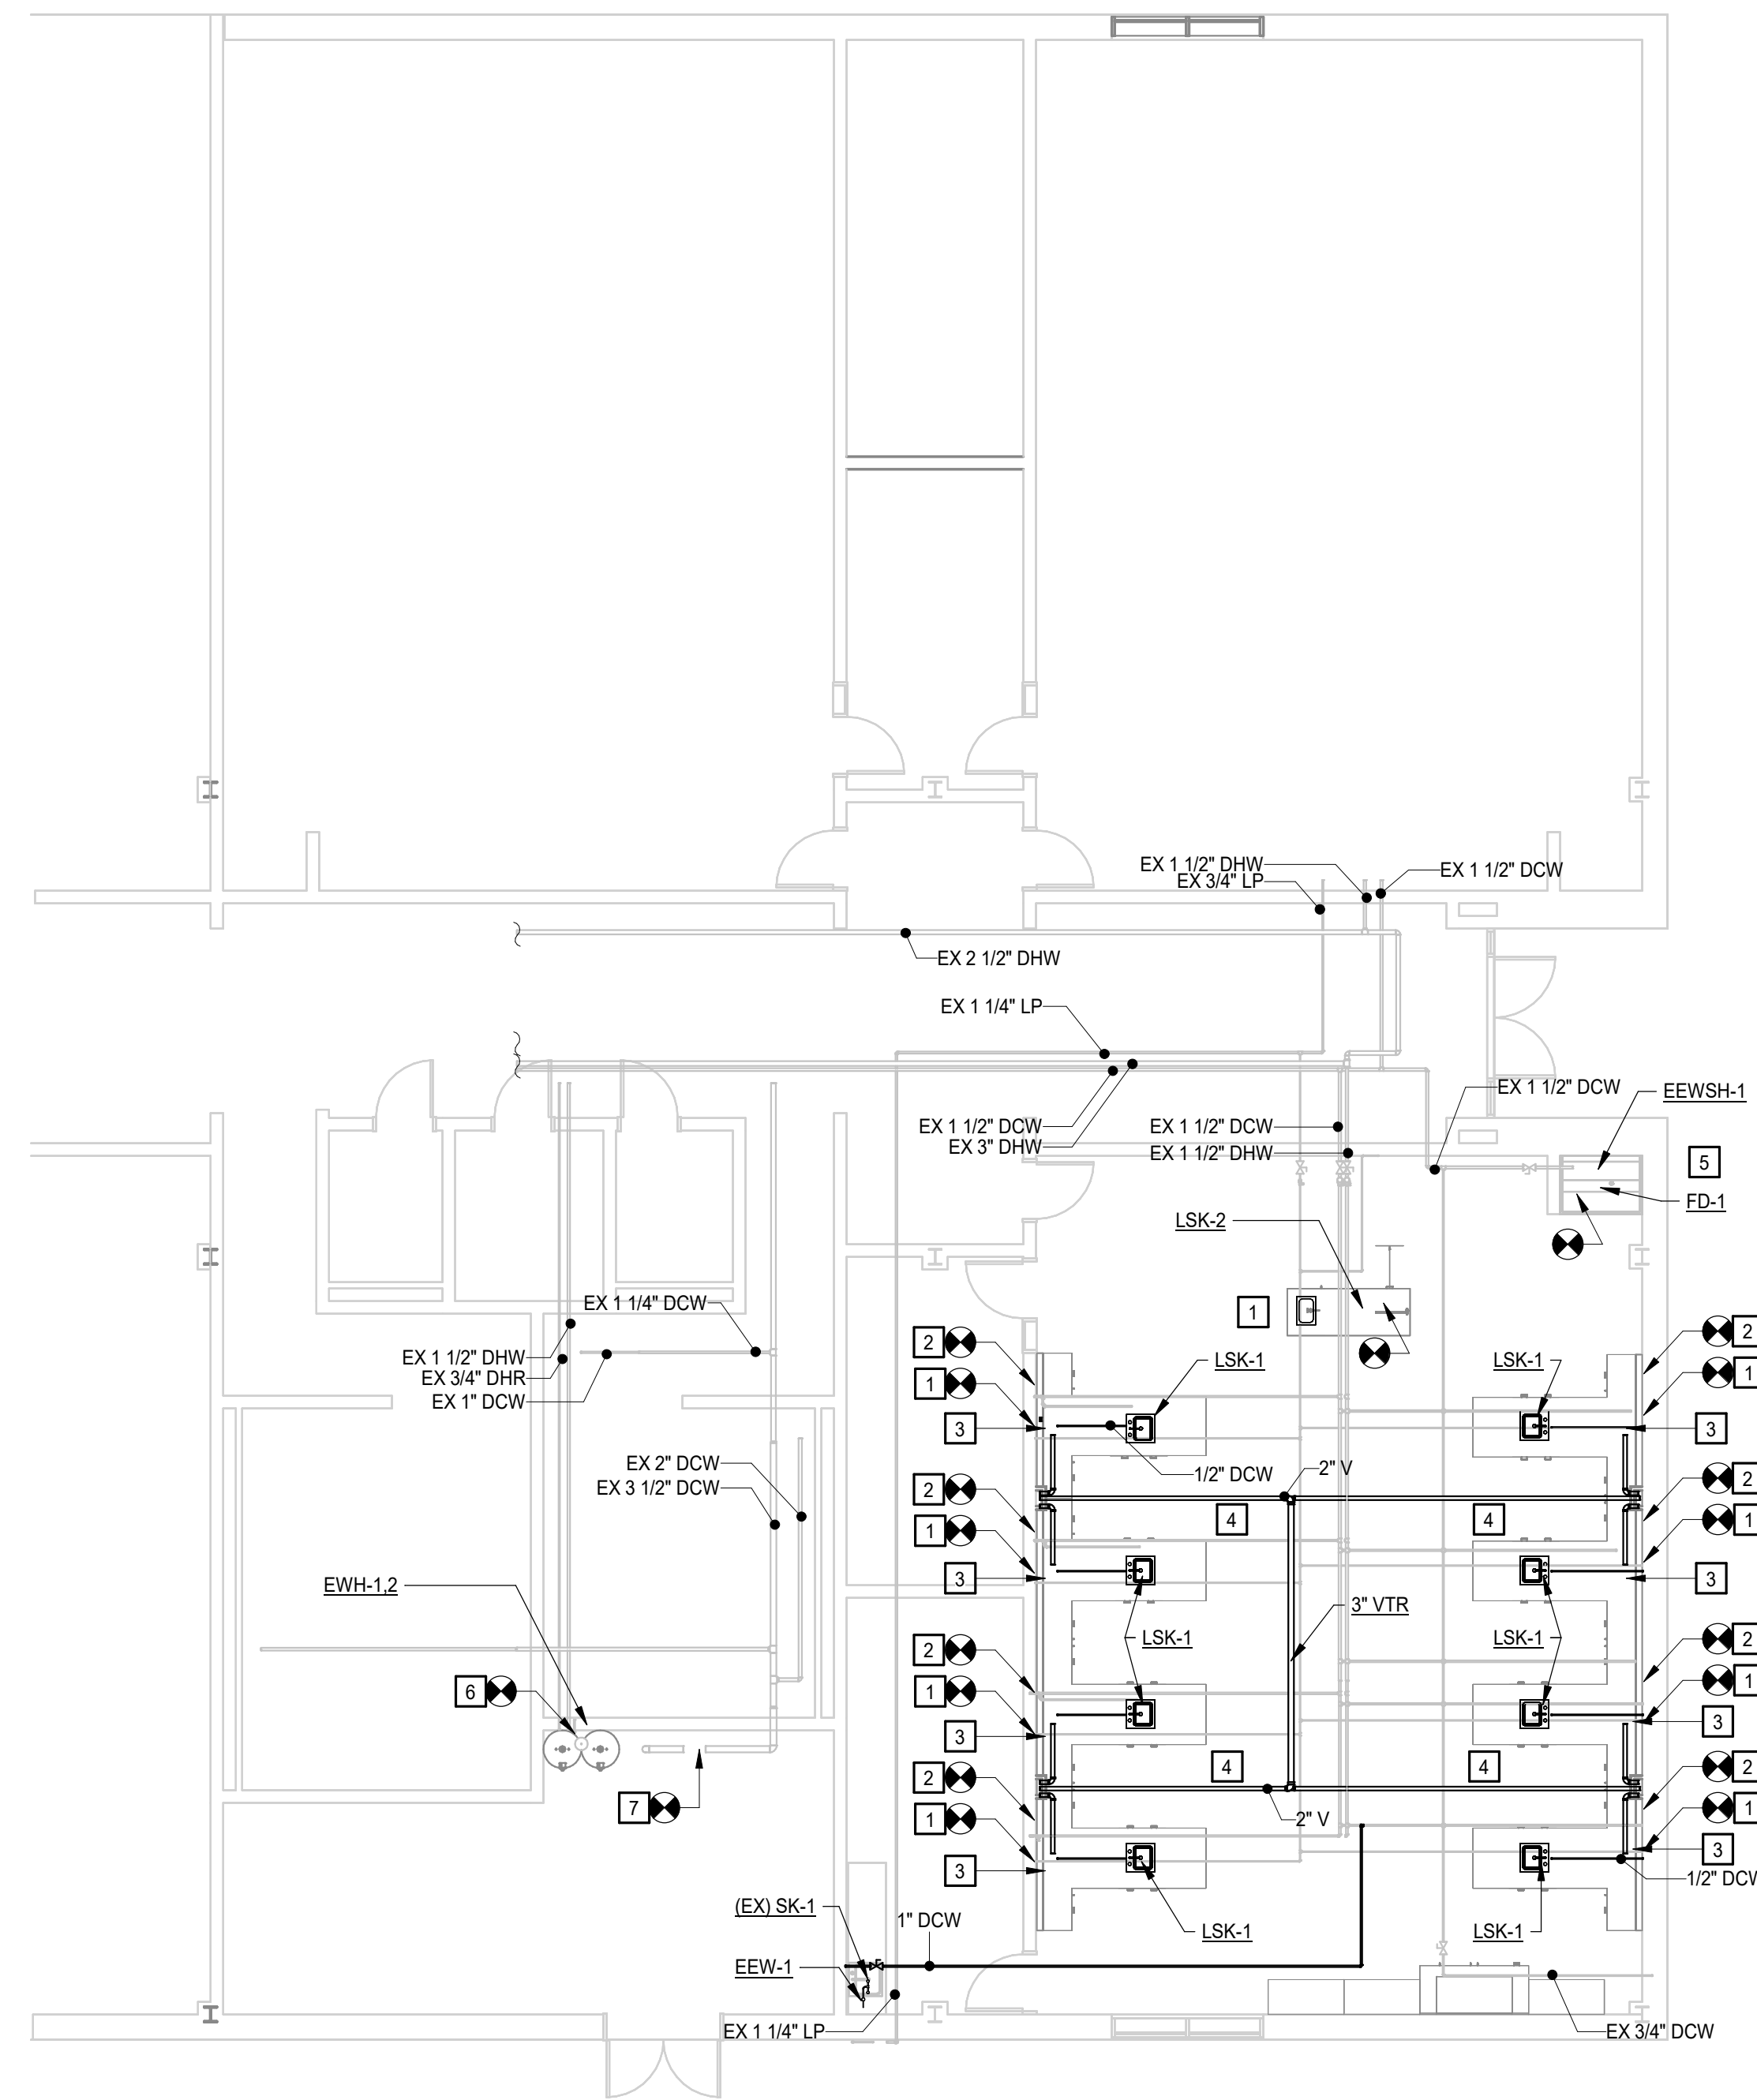 EX 1 1/2" DHW
EX 3/4" LP
EX 1 1/2" DCW
EX 2 1/2" DHW
EX 1 1/4" LP
EX 1 1/2" DCW
EEWSH-1
EX 1 1/2" DCW
EX 3" DHW
EX 1 1/2" DCW
EX 1 1/2" DHW
5
FD-1
LSK-2
EX 1 1/4" DCW
1
2
2
EX 1 1/2" DHW
EX 3/4" DHR
EX 1" DCW
LSK-1
LSK-1
1
1
3
3
EX 2" DCW
EX 3 1/2" DCW
1/2" DCW
2" V
2
2
1
4
4
1
EWH-1,2
3
3
3" VTR
2
LSK-1
LSK-1
2
6
1
1
3
3
7
2
4
4
2
1
2" V
1
3
3
1/2" DCW
(EX) SK-1
1" DCW
LSK-1
LSK-1
EEW-1
EX 1 1/4" LP
EX 3/4" DCW